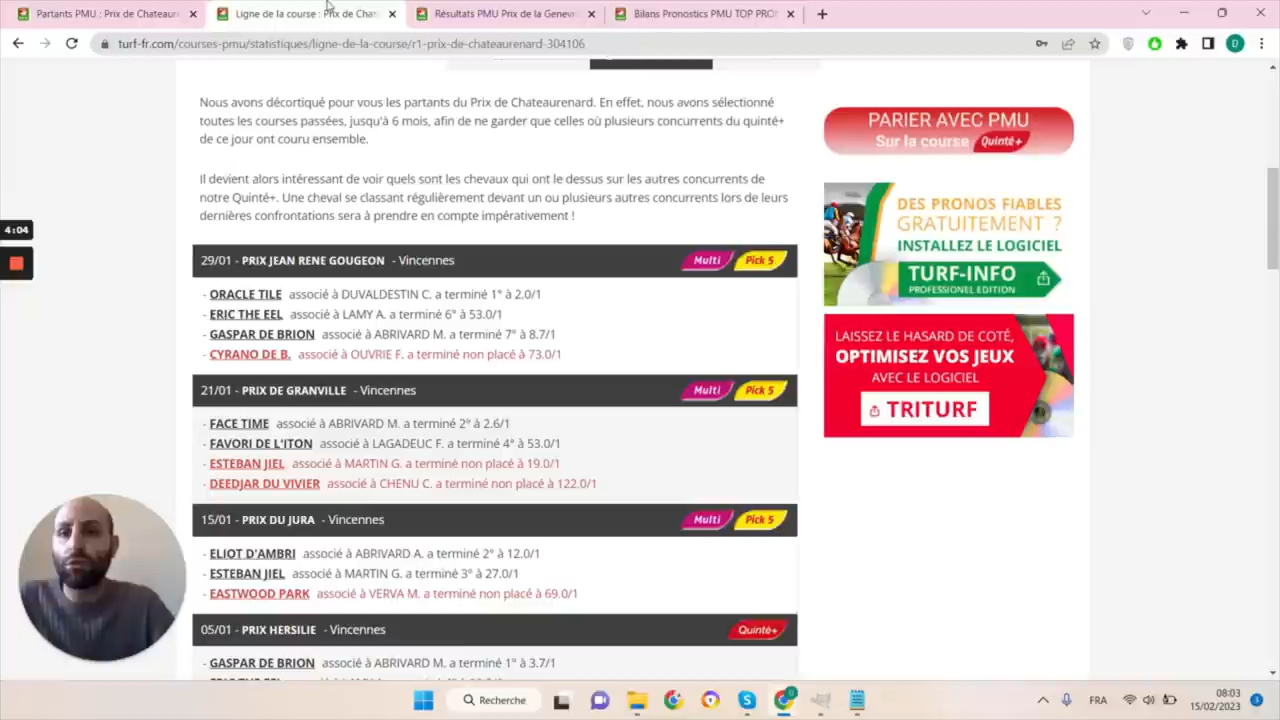 Partants PMU : Prix de Chateaure
Ligne de la course : Prix de Chat
Résultats PMU Prix de la Genevri
Bilans Pronostics PMU TOP PRO
turf-fr.com/courses-pmu/statistiques/ligne-de-la-course/r1-prix-de-chateaurenard-304106
D
Nous avons décortiqué pour vous les partants du Prix de Chateaurenard. En effet, nous avons sélectionné
toutes les courses passées, jusqu'à 6 mois, afin de ne garder que celles où plusieurs concurrents du quinté+
de ce jour ont couru ensemble.
Il devient alors intéressant de voir quels sont les chevaux qui ont le dessus sur les autres concurrents de
notre Quinté+. Une cheval se classant régulièrement devant un ou plusieurs autres concurrents lors de leurs
dernières confrontations sera à prendre en compte impérativement !
29/01 - PRIX JEAN RENE GOUGEON - Vincennes Multi Pick 5
- ORACLE TILE associé à DUVALDESTIN C. a terminé 1° à 2.0/1
- ERIC THE EEL associé à LAMY A. a terminé 6° à 53.0/1
- GASPAR DE BRION associé à ABRIVARD M. a terminé 7° à 8.7/1
- CYRANO DE B. associé à OUVRIE F. a terminé non placé à 73.0/1
21/01 - PRIX DE GRANVILLE - Vincennes Multi Pick 5
- FACE TIME associé à ABRIVARD M. a terminé 2° à 2.6/1
- FAVORI DE L'ITON associé à LAGADEUC F. a terminé 4° à 53.0/1
- ESTEBAN JIEL associé à MARTIN G. a terminé non placé à 19.0/1
- DEEDJAR DU VIVIER associé à CHENU C. a terminé non placé à 122.0/1
15/01 - PRIX DU JURA - Vincennes Multi Pick 5
- ELIOT D'AMBRI associé à ABRIVARD A. a terminé 2° à 12.0/1
- ESTEBAN JIEL associé à MARTIN G. a terminé 3° à 27.0/1
- EASTWOOD PARK associé à VERVA M. a terminé non placé à 69.0/1
05/01 - PRIX HERSILIE - Vincennes Quinté+
- GASPAR DE BRION associé à ABRIVARD M. a terminé 1° à 3.7/1
PARIER AVEC PMU
Sur la course Quinté+
DES PRONOS FIABLES
GRATUITEMENT ?
INSTALLEZ LE LOGICIEL
TURF-INFO
PROFESSIONEL EDITION
LAISSEZ LE HASARD DE COTÉ,
OPTIMISEZ VOS JEUX
AVEC LE LOGICIEL
TRITURF
4:04
Recherche
FRA
08:03
15/02/2023